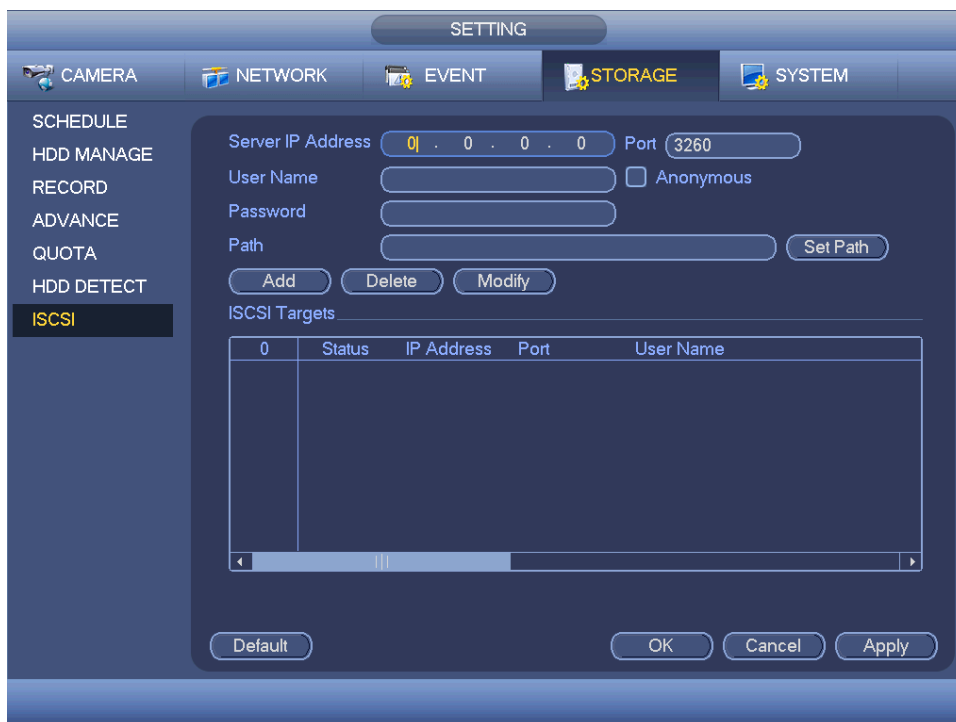 SETTING
CAMERA NETWORK EVENT STORAGE SYSTEM
SCHEDULE
HDD MANAGE
RECORD
ADVANCE
QUOTA
HDD DETECT
ISCSI
Server IP Address 0 . 0 . 0 . 0 Port 3260
User Name Anonymous
Password
Path Set Path
Add Delete Modify
ISCSI Targets
0 Status IP Address Port User Name
Default OK Cancel Apply